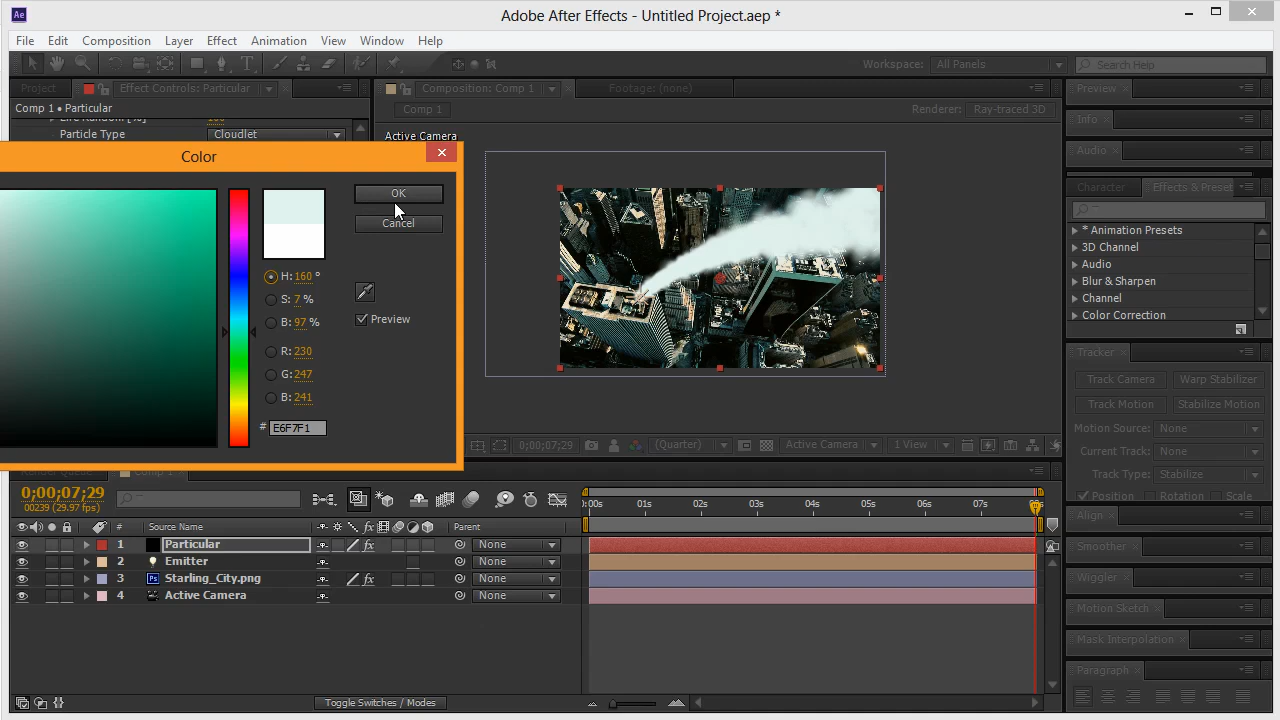 Ae
Adobe After Effects - Untitled Project.aep *
File Edit Composition Layer Effect Animation View Window Help
Workspace: All Panels Search Help
Project Effect Controls: Particular Composition: Comp 1 Footage: (none) Preview
Comp 1 • Particular Comp 1 Renderer: Ray-traced 3D Info
Particle Type Cloudlet Active Camera
Audio
Color
OK
Cancel
H: 160 °
S: 7 %
B: 97 %
Preview
R: 230
G: 247
B: 241
# E6F7F1
Character Effects & Preset
* Animation Presets
3D Channel
Audio
Blur & Sharpen
Channel
Color Correction
Tracker
Track Camera Warp Stabilizer
Track Motion Stabilize Motion
Motion Source: None
Current Track: None
Track Type: Stabilize
Position Rotation Scale
0;00;07;29 (Quarter) Active Camera 1 View
Comp 1
0;00;07;29
00239 (29.97 fps)
01s 02s 03s 04s 05s 06s 07s
# Source Name Parent
1 Particular None
2 Emitter None
3 Starling_City.png None
4 Active Camera None
Toggle Switches / Modes
Align
Smoother
Wiggler
Motion Sketch
Mask Interpolation
Paragraph